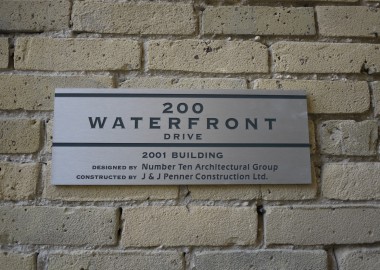 200
WATERFRONT
DRIVE
2001 BUILDING
DESIGNED BY Number Ten Architectural Group
CONSTRUCTED BY J & J Penner Construction Ltd.